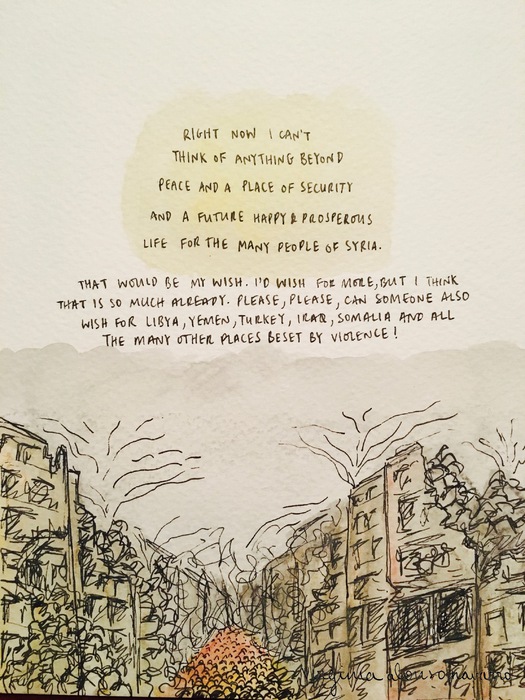 RIGHT NOW I CAN'T
THINK OF ANYTHING BEYOND
PEACE AND A PLACE OF SECURITY
AND A FUTURE HAPPY & PROSPEROUS
LIFE FOR THE MANY PEOPLE OF SYRIA.
THAT WOULD BE MY WISH. I'D WISH FOR MORE, BUT I THINK
THAT IS SO MUCH ALREADY. PLEASE, PLEASE, CAN SOMEONE ALSO
WISH FOR LIBYA, YEMEN, TURKEY, IRAQ, SOMALIA AND ALL
THE MANY OTHER PLACES BESET BY VIOLENCE!